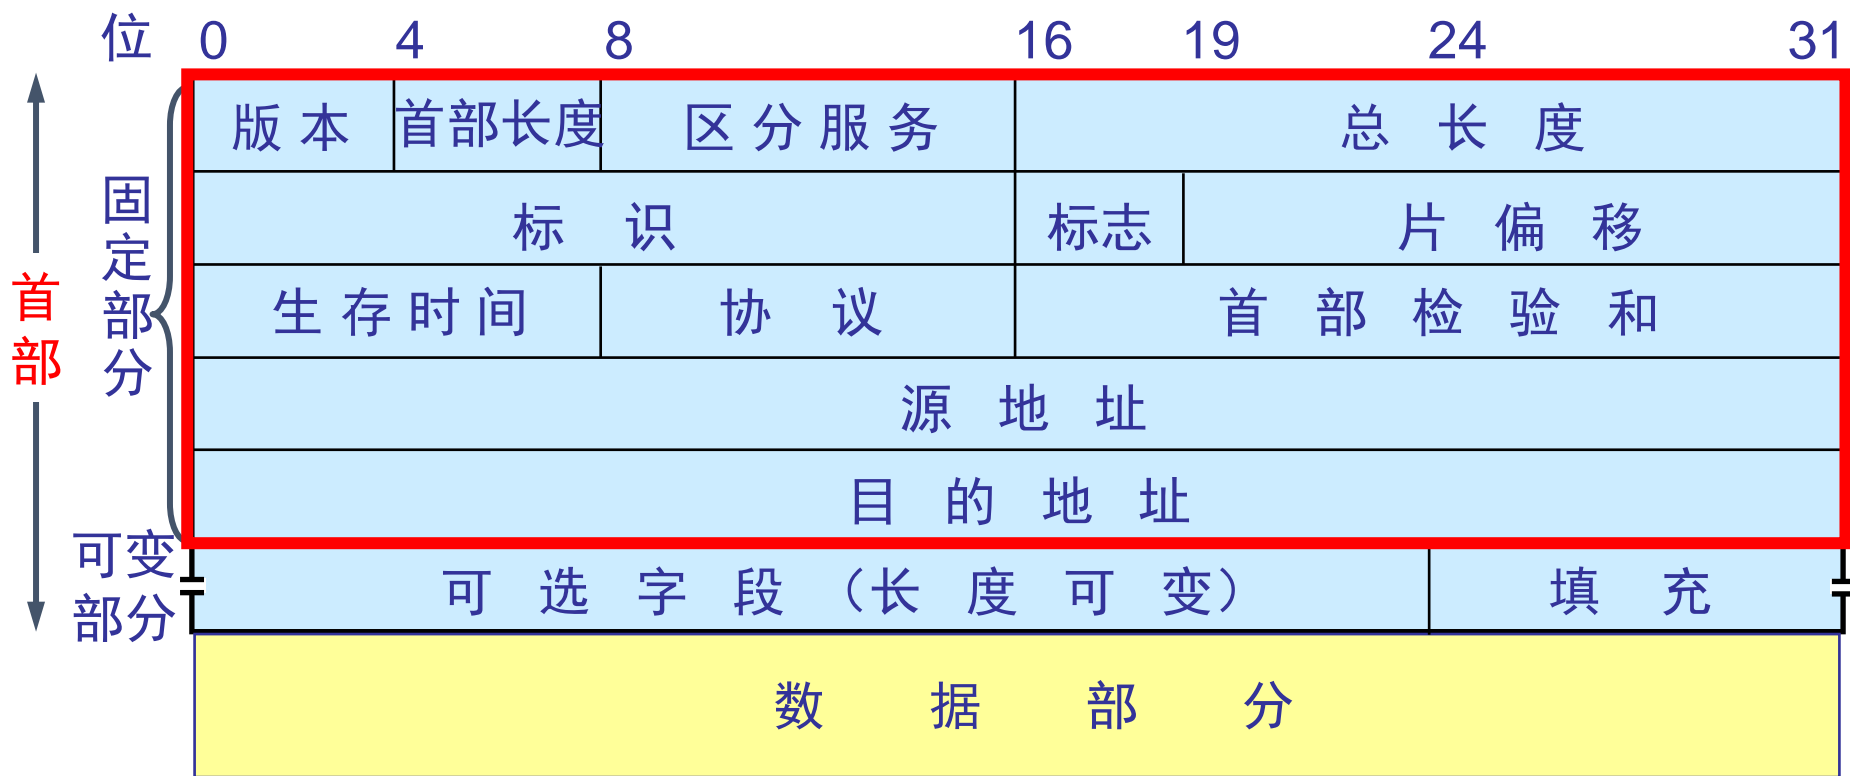 位 0 4 8 16 19 24 31
版本 首部长度 区分服务 总长度
标识 标志 片偏移
生存时间 协议 首部检验和
源地址
目的地址
可选字段（长度可变） 填充
数据部分
首部
固定部分
可变
部分